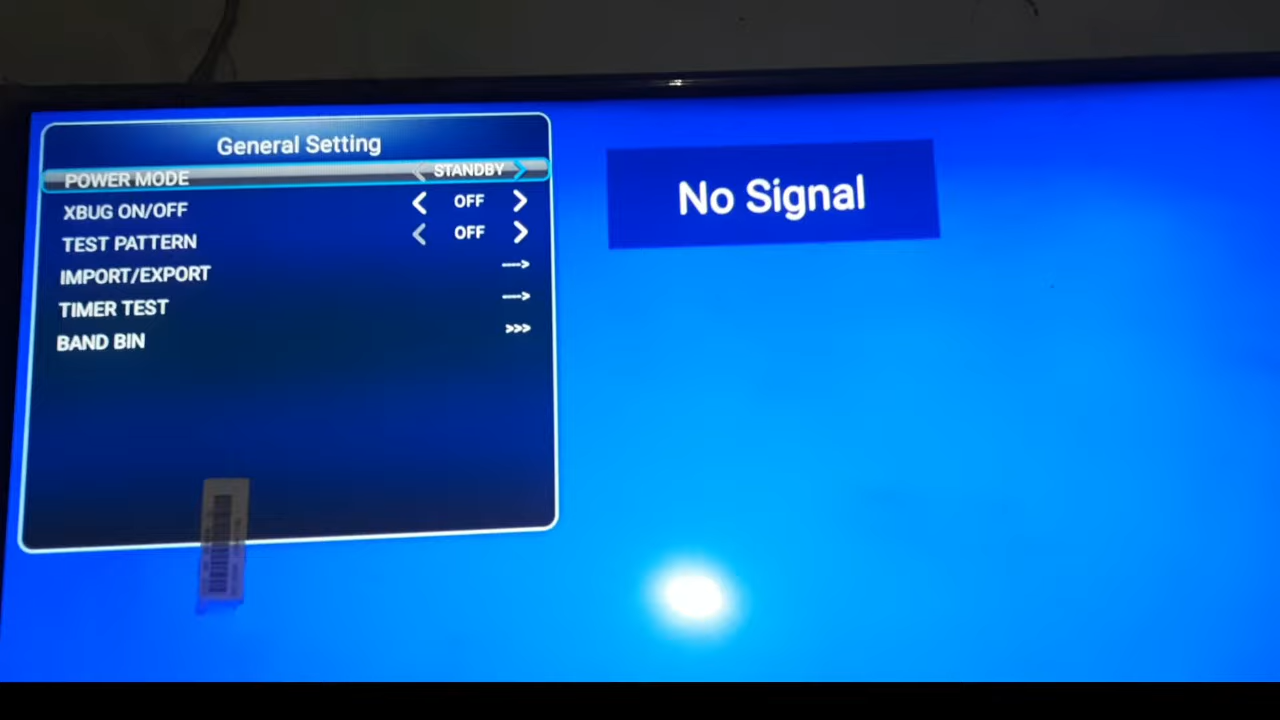 General Setting
POWER MODE < STANDBY >
XBUG ON/OFF < OFF >
TEST PATTERN < OFF >
IMPORT/EXPORT --->
TIMER TEST --->
BAND BIN >>>
No Signal